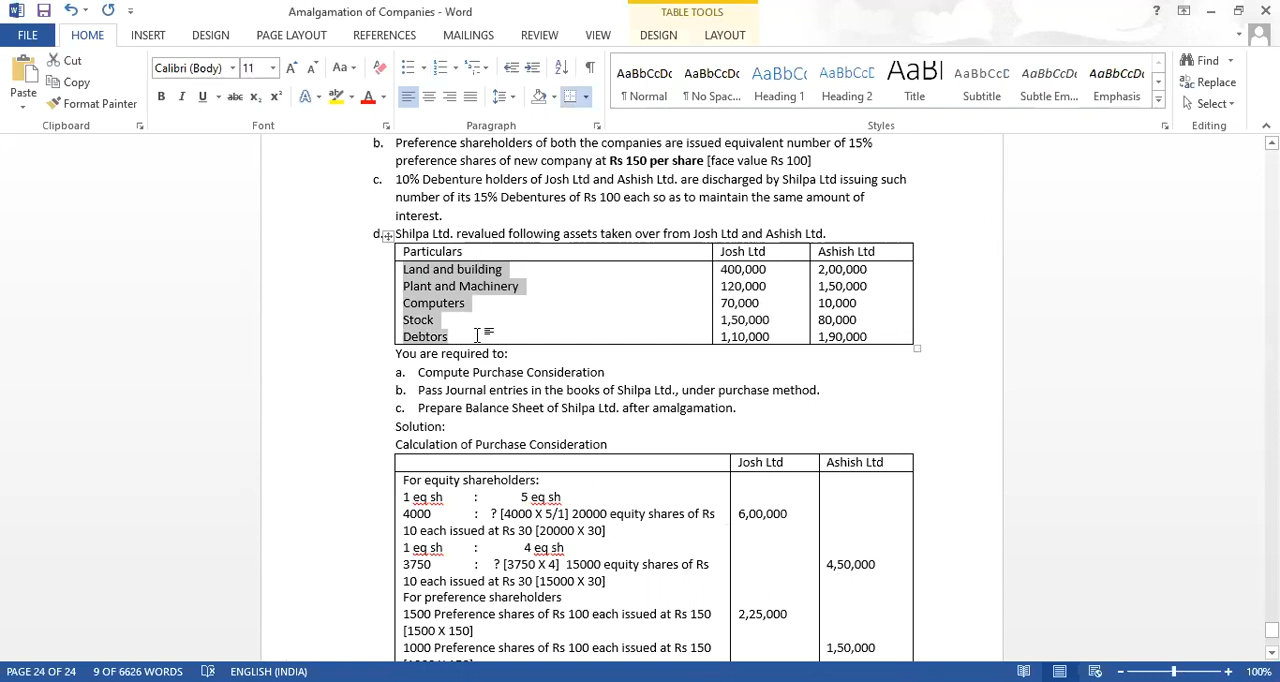 Amalgamation of Companies - Word
TABLE TOOLS
FILE HOME INSERT DESIGN PAGE LAYOUT REFERENCES MAILINGS REVIEW VIEW DESIGN LAYOUT
Paste
Cut
Copy
Format Painter
Clipboard
Calibri (Body) 11
Font
Paragraph
AaBbCcDc AaBbCcDc AaBbCc AaBbCcD AaBl AaBbCcD AaBbCcDc AaBbCcDc
¶ Normal ¶ No Spac... Heading 1 Heading 2 Title Subtitle Subtle Em... Emphasis
Styles
Find
Replace
Select
Editing
b. Preference shareholders of both the companies are issued equivalent number of 15%
preference shares of new company at Rs 150 per share [face value Rs 100]
c. 10% Debenture holders of Josh Ltd and Ashish Ltd. are discharged by Shilpa Ltd issuing such
number of its 15% Debentures of Rs 100 each so as to maintain the same amount of
interest.
d. Shilpa Ltd. revalued following assets taken over from Josh Ltd and Ashish Ltd.
Particulars Josh Ltd Ashish Ltd
Land and building 400,000 2,00,000
Plant and Machinery 120,000 1,50,000
Computers 70,000 10,000
Stock 1,50,000 80,000
Debtors 1,10,000 1,90,000
You are required to:
a. Compute Purchase Consideration
b. Pass Journal entries in the books of Shilpa Ltd., under purchase method.
c. Prepare Balance Sheet of Shilpa Ltd. after amalgamation.
Solution:
Calculation of Purchase Consideration
Josh Ltd Ashish Ltd
For equity shareholders:
1 eq sh : 5 eq sh
4000 : ? [4000 X 5/1] 20000 equity shares of Rs 6,00,000
10 each issued at Rs 30 [20000 X 30]
1 eq sh : 4 eq sh
3750 : ? [3750 X 4] 15000 equity shares of Rs 4,50,000
10 each issued at Rs 30 [15000 X 30]
For preference shareholders
1500 Preference shares of Rs 100 each issued at Rs 150 2,25,000
[1500 X 150]
1000 Preference shares of Rs 100 each issued at Rs 150 1,50,000
PAGE 24 OF 24 9 OF 6626 WORDS ENGLISH (INDIA) 100%